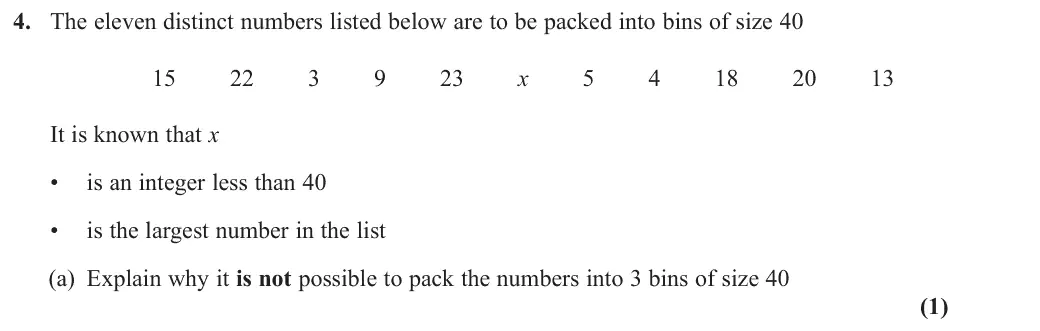 4. The eleven distinct numbers listed below are to be packed into bins of size 40
15 22 3 9 23 x 5 4 18 20 13
It is known that x
• is an integer less than 40
• is the largest number in the list
(a) Explain why it is not possible to pack the numbers into 3 bins of size 40
(1)